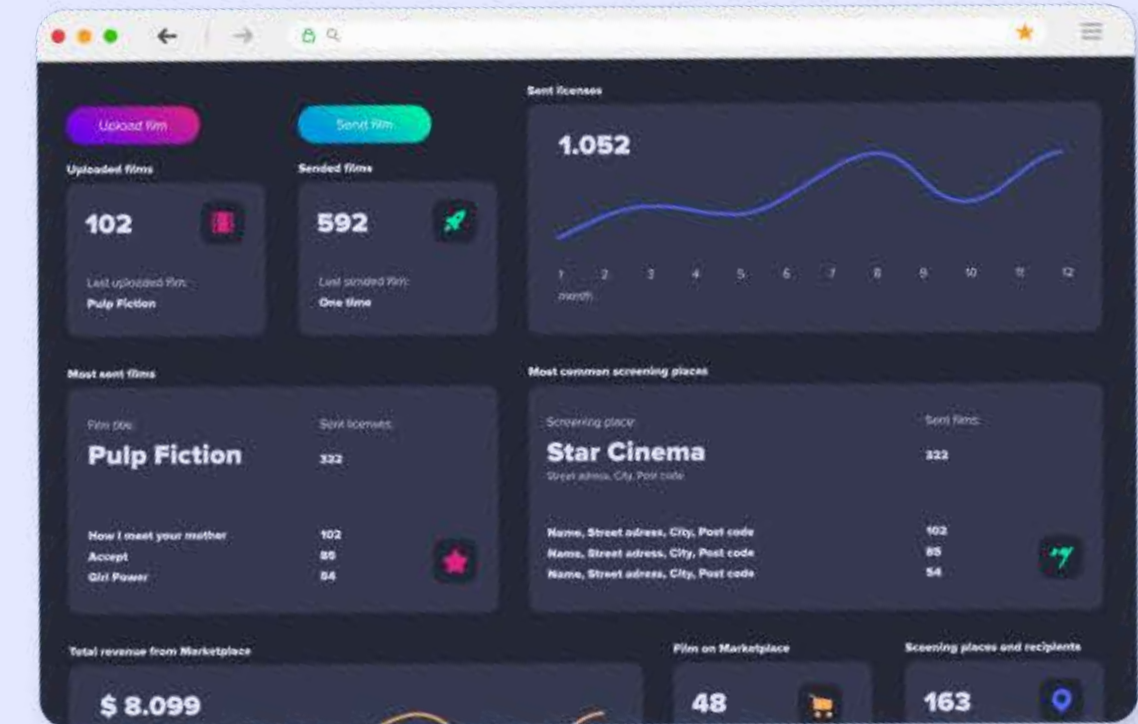 Sent licenses
Upload film
Send film
1.052
Uploaded films
Sended films
102
592
Last uploaded film:
Pulp Fiction
Last sended film:
One time
1 2 3 4 5 6 7 8 9 10 11 12
month
Most sent films
Most common screening places
Film title:
Sent licenses:
Pulp Fiction
322
How I meet your mother 102
Accept 85
Girl Power 54
Screening place:
Sent films:
Star Cinema
322
Street adress, City, Post code
Name, Street adress, City, Post code 102
Name, Street adress, City, Post code 85
Name, Street adress, City, Post code 54
Total revenue from Marketplace
$ 8.099
Film on Marketplace
48
Sceening places and recipients
163